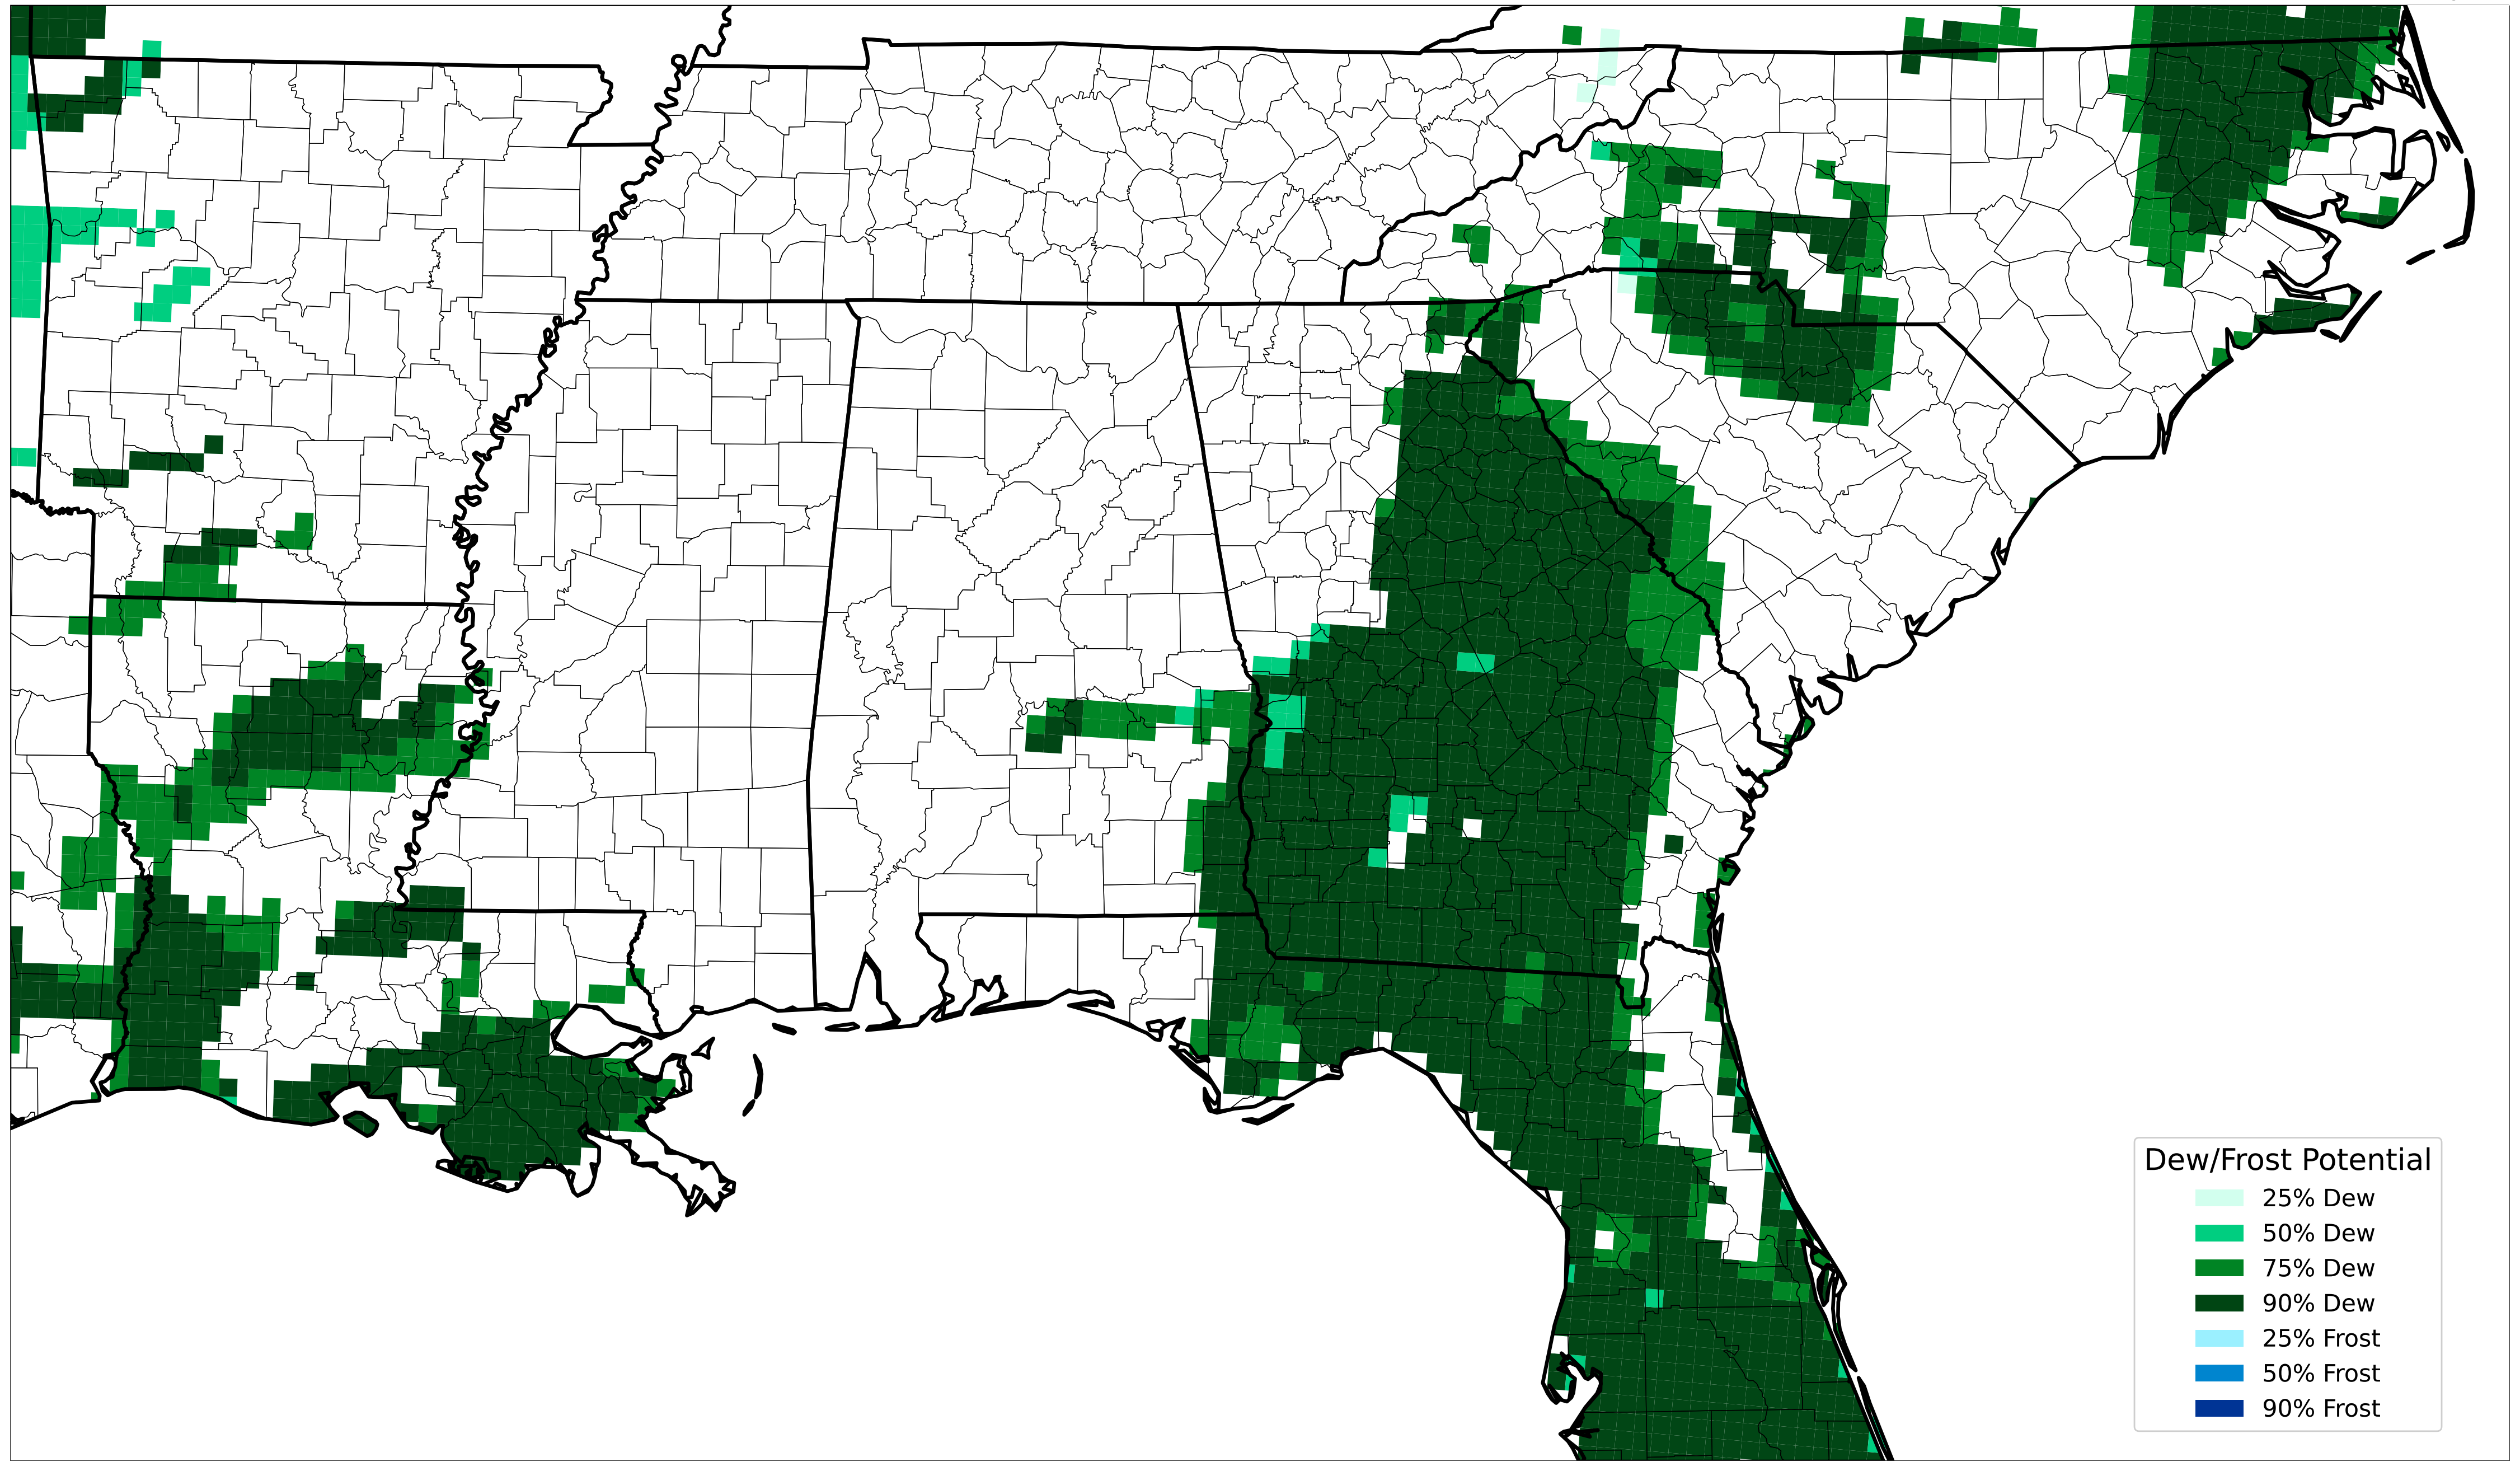 Dew/Frost Potential
25% Dew
50% Dew
75% Dew
90% Dew
25% Frost
50% Frost
90% Frost